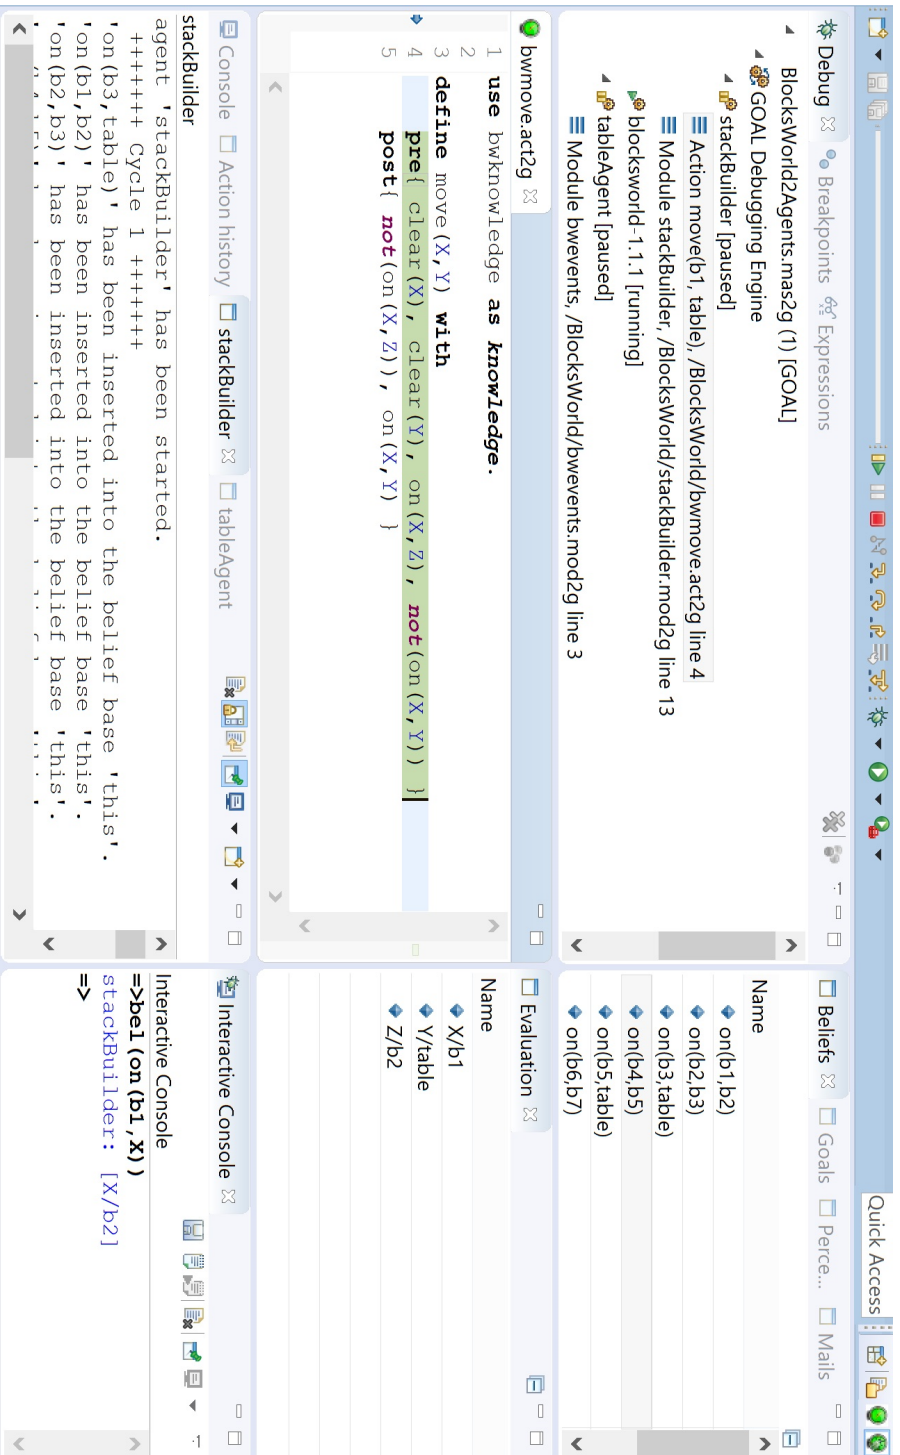 Quick Access
Debug
Breakpoints
Expressions
BlocksWorld2Agents.mas2g (1) [GOAL]
GOAL Debugging Engine
stackBuilder [paused]
Action move(b1, table), /BlocksWorld/bwmove.act2g line 4
Module stackBuilder, /BlocksWorld/stackBuilder.mod2g line 13
blocksworld-1.1.1 [running]
tableAgent [paused]
Module bwevents, /BlocksWorld/bwevents.mod2g line 3
Beliefs
Goals
Perce...
Mails
Name
on(b1,b2)
on(b2,b3)
on(b3,table)
on(b4,b5)
on(b5,table)
on(b6,b7)
bwmove.act2g
1 use bwknowledge as knowledge.
2
3 define move(X,Y) with
4 pre{ clear(X), clear(Y), on(X,Z), not(on(X,Y)) }
5 post{ not(on(X,Z)), on(X,Y) }
Evaluation
Name
X/b1
Y/table
Z/b2
Console
Action history
stackBuilder
tableAgent
stackBuilder
agent 'stackBuilder' has been started.
++++++ Cycle 1 ++++++
'on(b3,table)' has been inserted into the belief base 'this'.
'on(b1,b2)' has been inserted into the belief base 'this'.
'on(b2,b3)' has been inserted into the belief base 'this'.
Interactive Console
Interactive Console
=>bel(on(b1,X))
stackBuilder: [X/b2]
=>